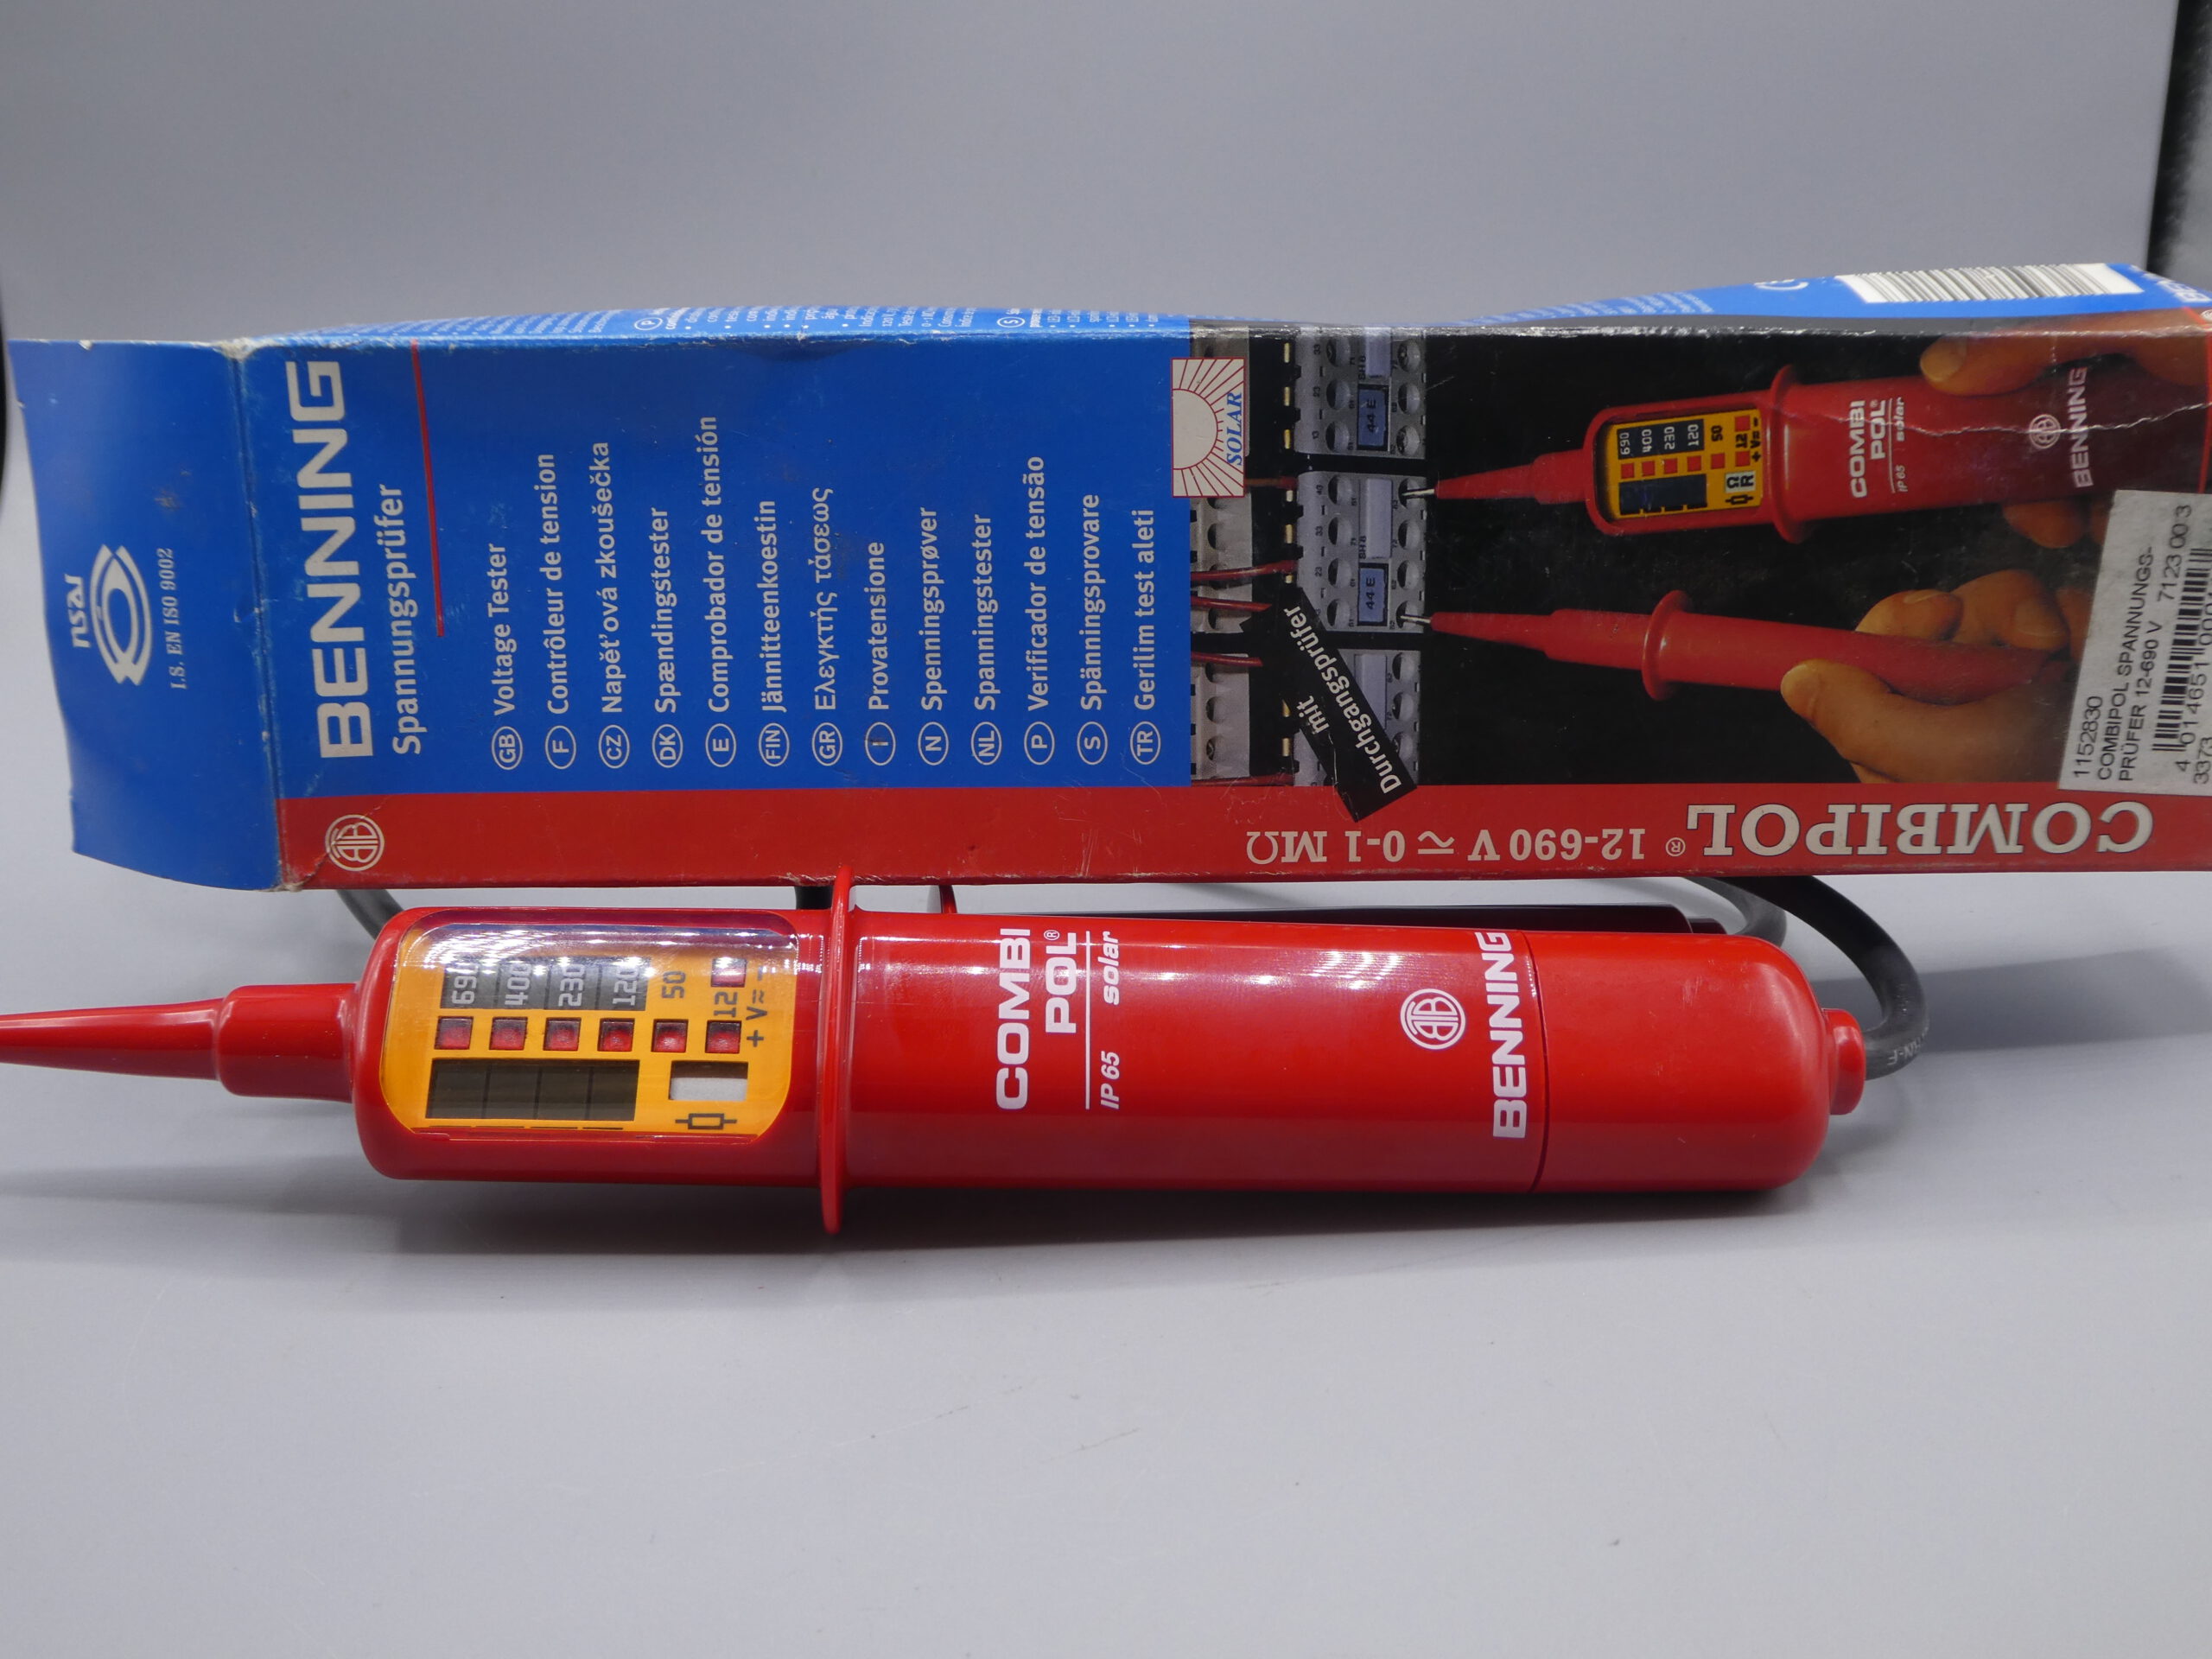 nsai
I.S. EN ISO 9002
BENNING
Spannungsprüfer
GB Voltage Tester
F Contrôleur de tension
CZ Napěťová zkoušečka
DK Spændingstester
E Comprobador de tensión
FIN Jännitteenkoestin
GR Ελεγκτής τάσεως
I Provatensione
N Spenningsprøver
NL Spanningstester
P Verificador de tensão
S Spänningsprovare
TR Gerilim test aleti
SOLAR
mit
Durchgangsprüfer
44 E
44 E
690
400
230
120
50
12
+ V≂ -
Ω
R
COMBI
POL®
IP 65 solar
BENNING
1152830
COMBIPOL SPANNUNGS-
PRÜFER 12-690 V 7123 003
3373
COMBIPOL® 12-690 V ≂ 0-1 MΩ
690
400
230
120
50
12
+ V≂ -
COMBI
POL®
IP 65 solar
BENNING